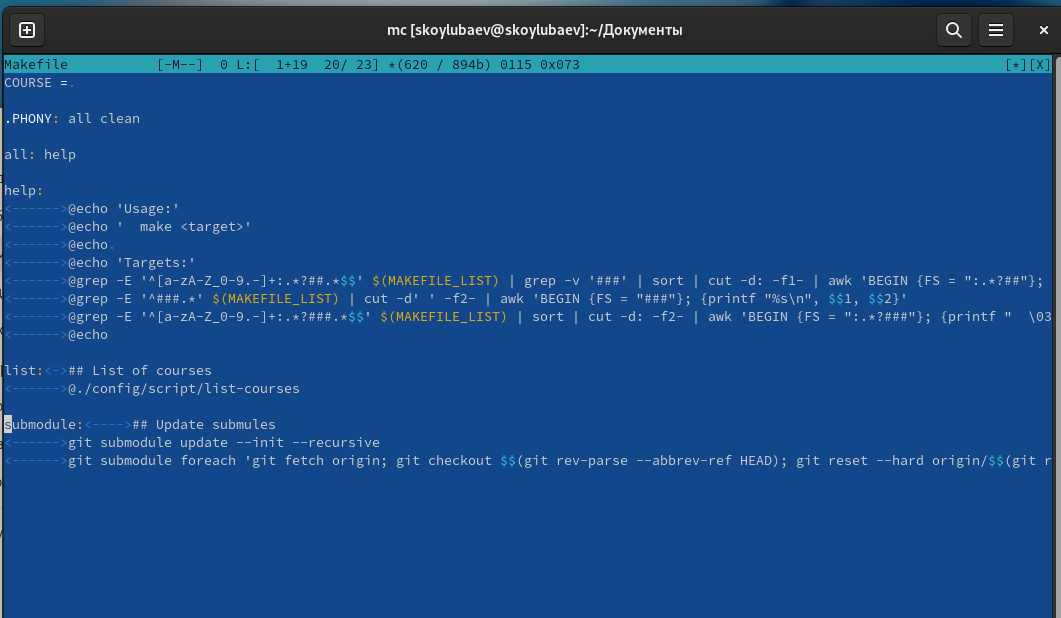 mc [skoylubaev@skoylubaev]:~/Документы
Makefile [-M--] 0 L:[ 1+19 20/ 23] *(620 / 894b) 0115 0x073 [*][X]
COURSE =.
.PHONY: all clean
all: help
help:
<------>@echo 'Usage:'
<------>@echo '  make <target>'
<------>@echo.
<------>@echo 'Targets:'
<------>@grep -E '^[a-zA-Z_0-9.-]+:.*?##.*$$' $(MAKEFILE_LIST) | grep -v '###' | sort | cut -d: -f1- | awk 'BEGIN {FS = ":.*?##"};
<------>@grep -E '^###.*' $(MAKEFILE_LIST) | cut -d' ' -f2- | awk 'BEGIN {FS = "###"}; {printf "%s\n", $$1, $$2}'
<------>@grep -E '^[a-zA-Z_0-9.-]+:.*?###.*$$' $(MAKEFILE_LIST) | sort | cut -d: -f2- | awk 'BEGIN {FS = ":.*?###"}; {printf "  \03
<------>@echo
list:<->## List of courses
<------>@./config/script/list-courses
submodule:<---->## Update submules
<------>git submodule update --init --recursive
<------>git submodule foreach 'git fetch origin; git checkout $$(git rev-parse --abbrev-ref HEAD); git reset --hard origin/$$(git r